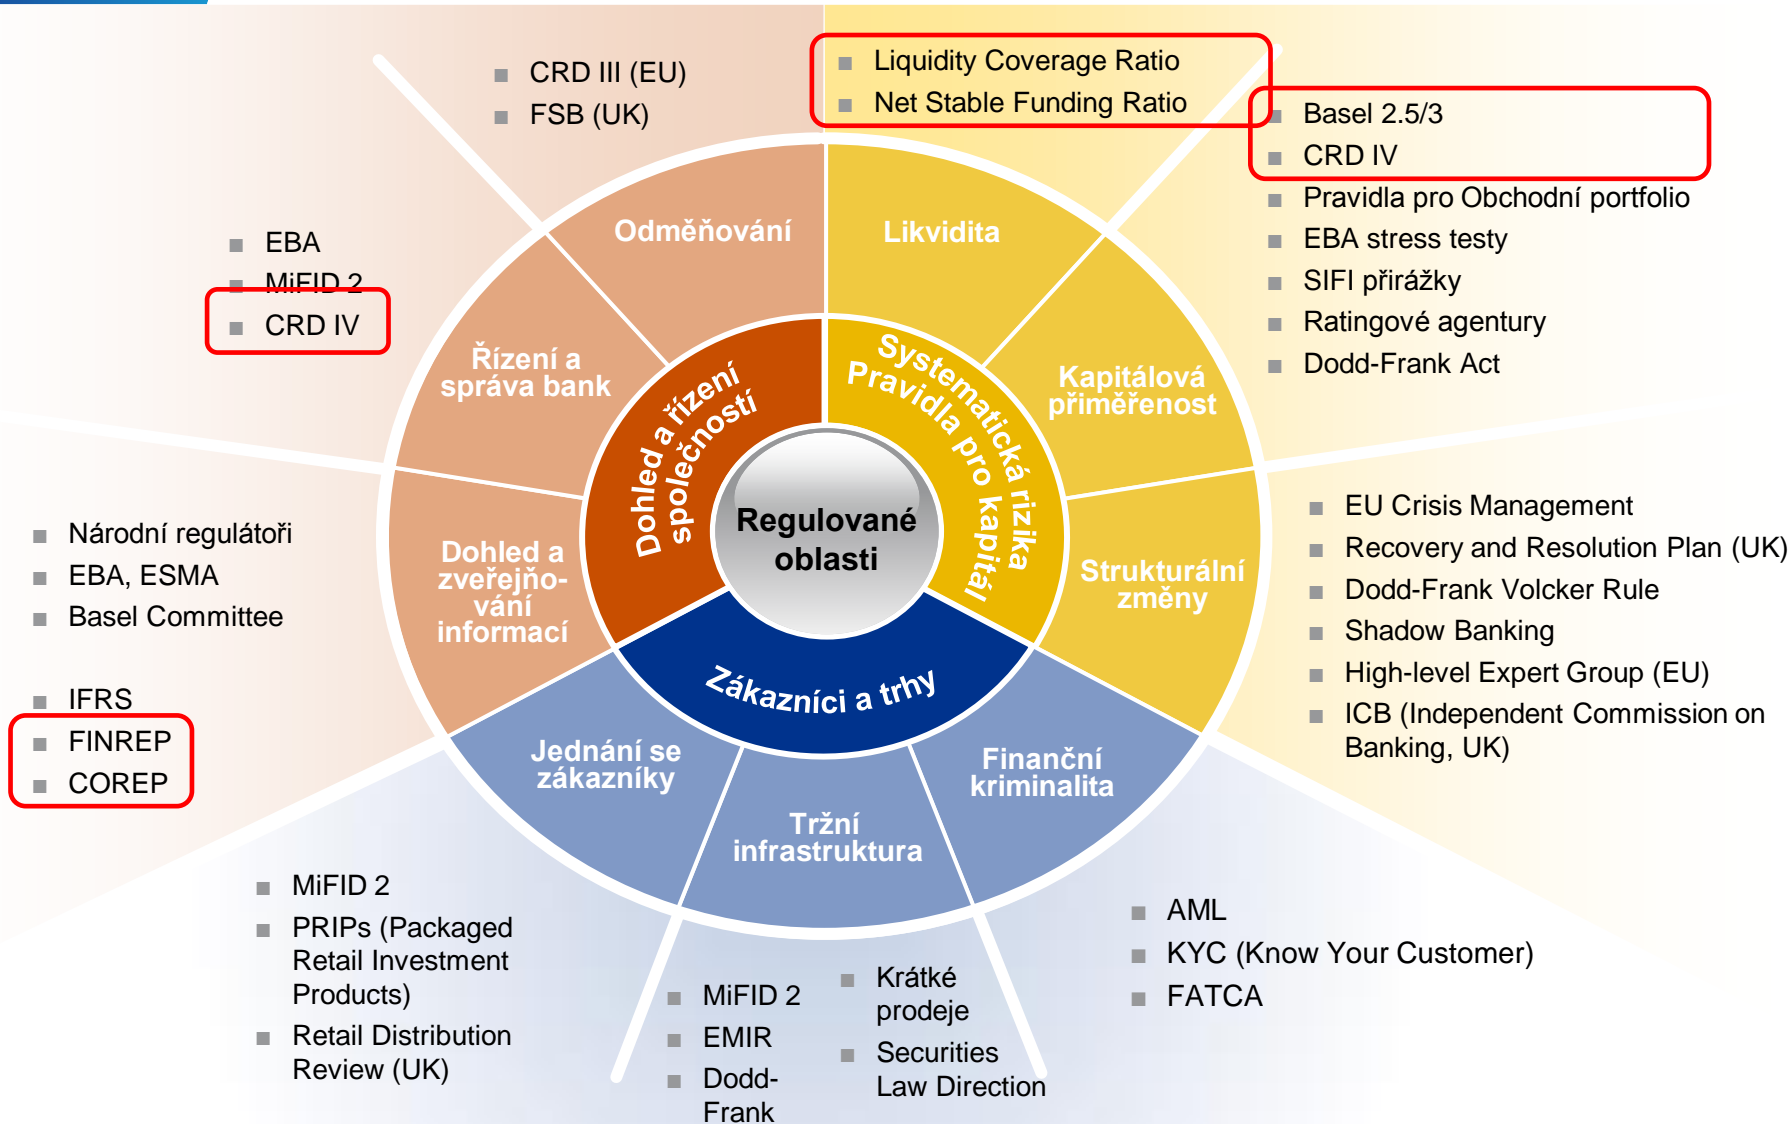 CRD III (EU)
FSB (UK)
Liquidity Coverage Ratio
Net Stable Funding Ratio
Basel 2.5/3
CRD IV
Pravidla pro Obchodní portfolio
EBA stress testy
SIFI přirážky
Ratingové agentury
Dodd-Frank Act
EBA
MiFID 2
CRD IV
Odměňování
Likvidita
Řízení a
správa bank
Kapitálová
přiměřenost
Dohled a řízení
společností
Systematická rizika
Pravidla pro kapitál
Regulované
oblasti
Národní regulátoři
EBA, ESMA
Basel Committee
IFRS
FINREP
COREP
Dohled a
zveřejňo-
vání
informací
Strukturální
změny
EU Crisis Management
Recovery and Resolution Plan (UK)
Dodd-Frank Volcker Rule
Shadow Banking
High-level Expert Group (EU)
ICB (Independent Commission on
Banking, UK)
Zákazníci a trhy
Jednání se
zákazníky
Tržní
infrastruktura
Finanční
kriminalita
MiFID 2
PRIPs (Packaged
Retail Investment
Products)
Retail Distribution
Review (UK)
MiFID 2
EMIR
Dodd-
Frank
Krátké
prodeje
Securities
Law Direction
AML
KYC (Know Your Customer)
FATCA